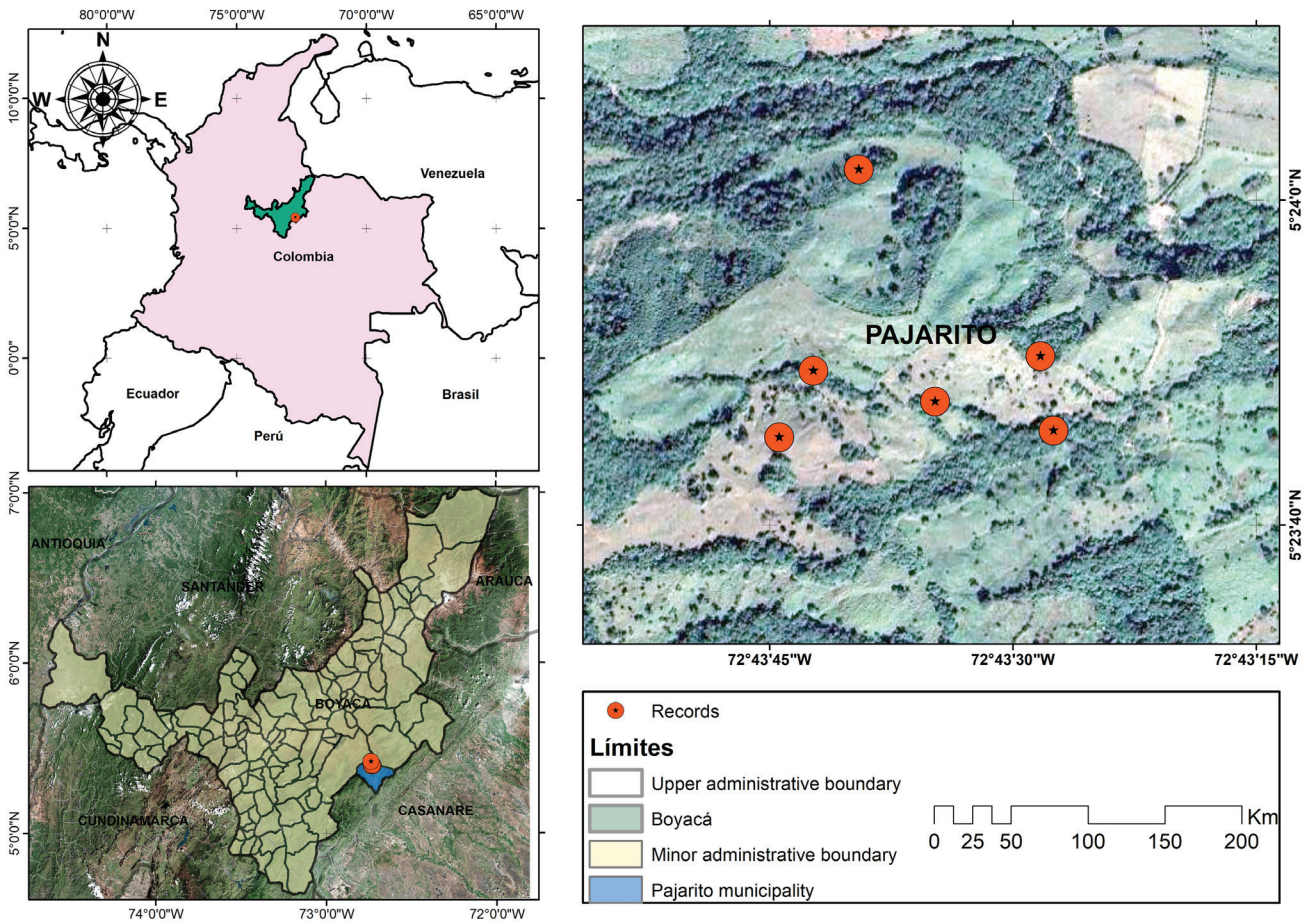 80°0'0"W 75°0'0"W 70°0'0"W 65°0'0"W
N
W E
S
10°0'0"N
5°0'0"N
0°0'0"
Venezuela
Colombia
Ecuador
Perú
Brasil
7°0'0"N
6°0'0"N
5°0'0"N
ANTIOQUIA
SANTANDER
ARAUCA
BOYACA
CASANARE
CUNDINAMARCA
74°0'0"W 73°0'0"W 72°0'0"W
PAJARITO
5°24'0"N
5°23'40"N
72°43'45"W 72°43'30"W 72°43'15"W
Records
Límites
Upper administrative boundary
Boyacá
Minor administrative boundary
Pajarito municipality
Km
0 25 50 100 150 200